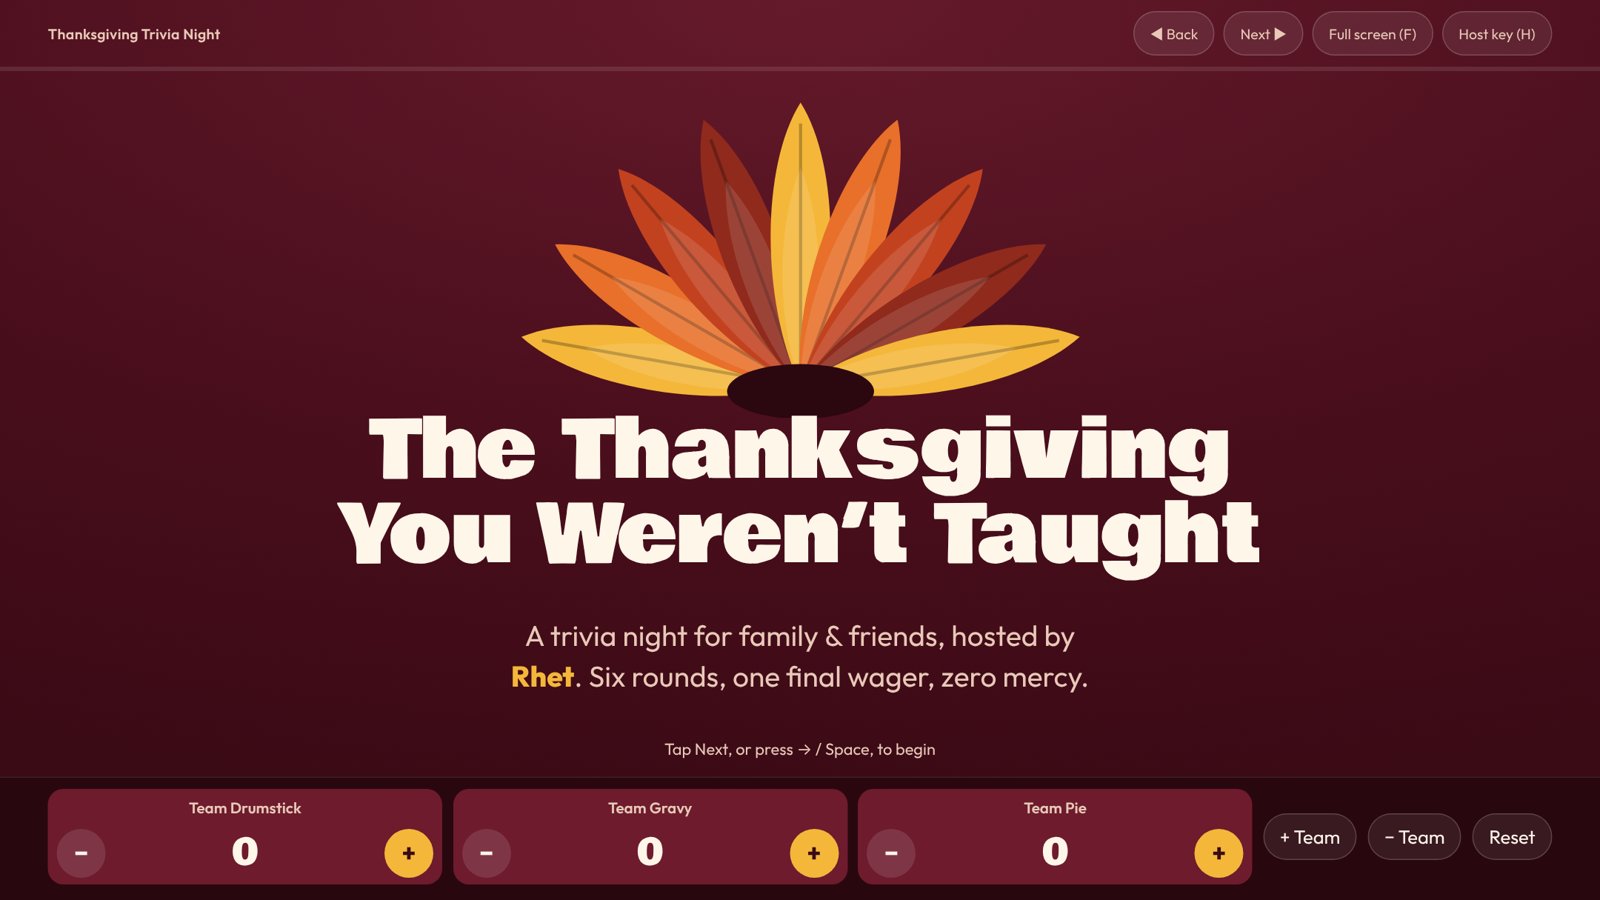 Thanksgiving Trivia Night
◀ Back
Next ▶
Full screen (F)
Host key (H)
The Thanksgiving
You Weren’t Taught
A trivia night for family & friends, hosted by
Rhet. Six rounds, one final wager, zero mercy.
Tap Next, or press → / Space, to begin
Team Drumstick
− 0 +
Team Gravy
− 0 +
Team Pie
− 0 +
+ Team
− Team
Reset